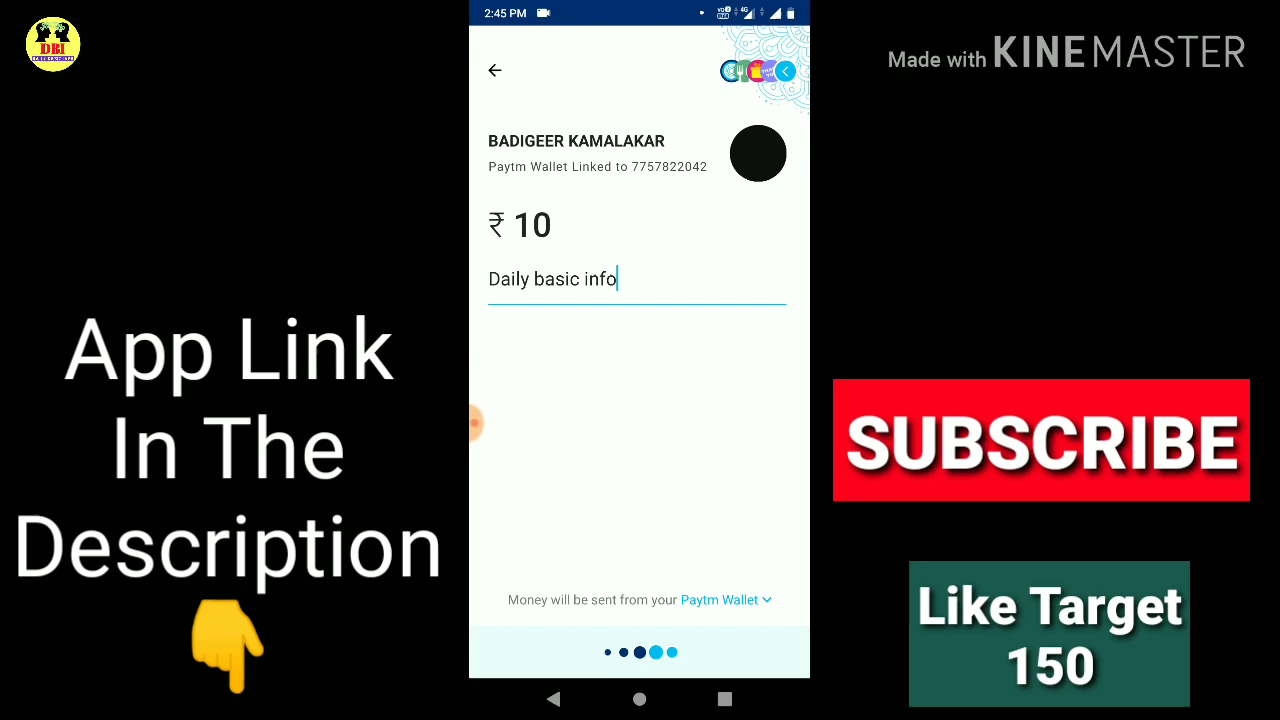 DBI
2:45 PM
4G
BADIGEER KAMALAKAR
Paytm Wallet Linked to 7757822042
₹ 10
Daily basic info
Money will be sent from your Paytm Wallet
App Link
In The
Description
Made with KINEMASTER
SUBSCRIBE
Like Target
150